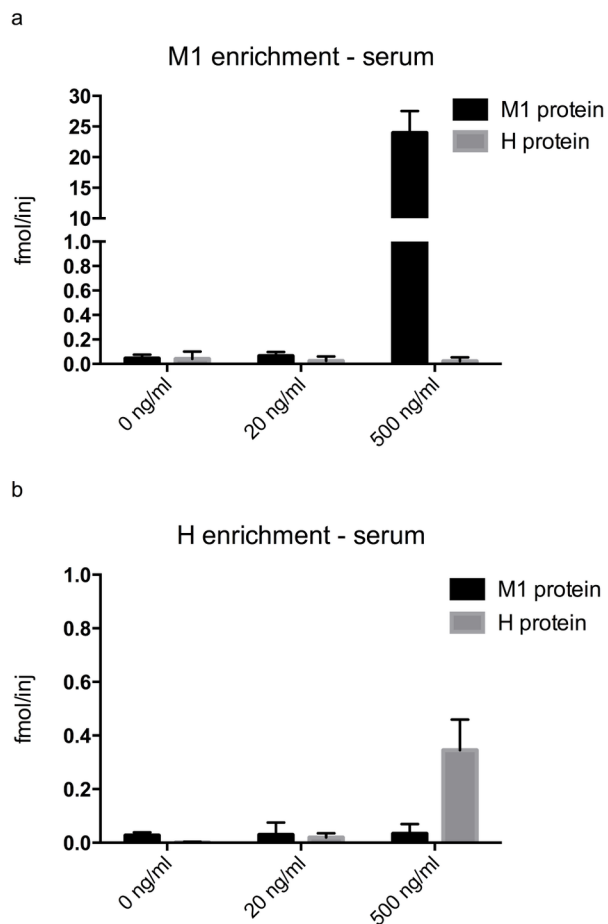 a
M1 enrichment - serum
30
25
20
15
10
1.0
0.8
0.6
0.4
0.2
0.0
fmol/inj
M1 protein
H protein
0 ng/ml
20 ng/ml
500 ng/ml
b
H enrichment - serum
1.0
0.8
0.6
0.4
0.2
0.0
fmol/inj
M1 protein
H protein
0 ng/ml
20 ng/ml
500 ng/ml